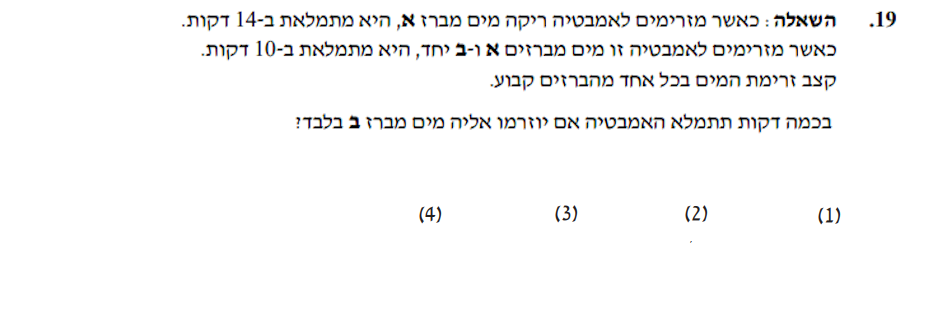 19. השאלה: כאשר מזרימים לאמבטיה ריקה מים מברז א, היא מתמלאת ב-14 דקות.
כאשר מזרימים לאמבטיה זו מים מברזים א ו-ב יחד, היא מתמלאת ב-10 דקות.
קצב זרימת המים בכל אחד מהברזים קבוע.
בכמה דקות תתמלא האמבטיה אם יוזרמו אליה מים מברז ב בלבד?
(1) (2) (3) (4)